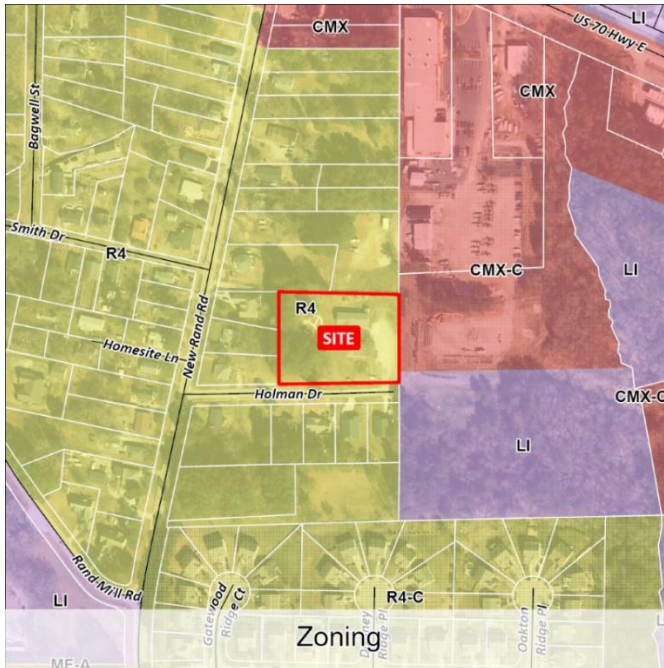 CMX
LI
US 70 Hwy E
CMX
Bagwell St
Smith Dr
R4
CMX-C
LI
New Rand Rd
R4
SITE
Homesite Ln
Holman Dr
CMX-C
LI
Rand Mill Rd
LI
Gatewood
Ridge Ct
Ridge Pl
R4-C
Oakton
Ridge Pl
Zoning
MF-A